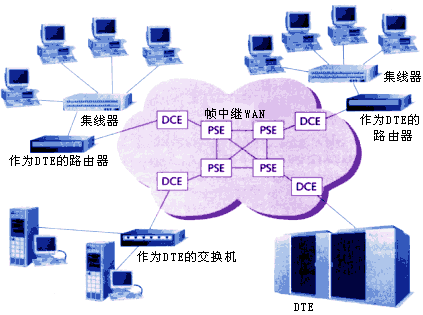 集线器
集线器
帧中继WAN
DCE
PSE
PSE
DCE
作为DTE的
路由器
作为DTE的路由器
DCE
PSE
PSE
DCE
作为DTE的交换机
DTE